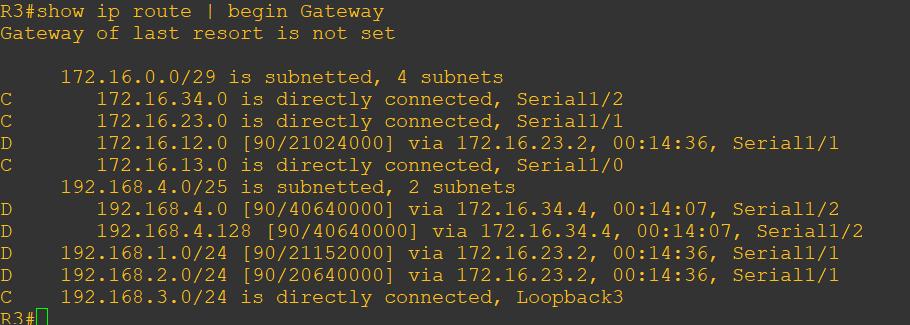 R3#show ip route | begin Gateway
Gateway of last resort is not set
172.16.0.0/29 is subnetted, 4 subnets
C 172.16.34.0 is directly connected, Serial1/2
C 172.16.23.0 is directly connected, Serial1/1
D 172.16.12.0 [90/21024000] via 172.16.23.2, 00:14:36, Serial1/1
C 172.16.13.0 is directly connected, Serial1/0
192.168.4.0/25 is subnetted, 2 subnets
D 192.168.4.0 [90/40640000] via 172.16.34.4, 00:14:07, Serial1/2
D 192.168.4.128 [90/40640000] via 172.16.34.4, 00:14:07, Serial1/2
D 192.168.1.0/24 [90/21152000] via 172.16.23.2, 00:14:36, Serial1/1
D 192.168.2.0/24 [90/20640000] via 172.16.23.2, 00:14:36, Serial1/1
C 192.168.3.0/24 is directly connected, Loopback3
R3#